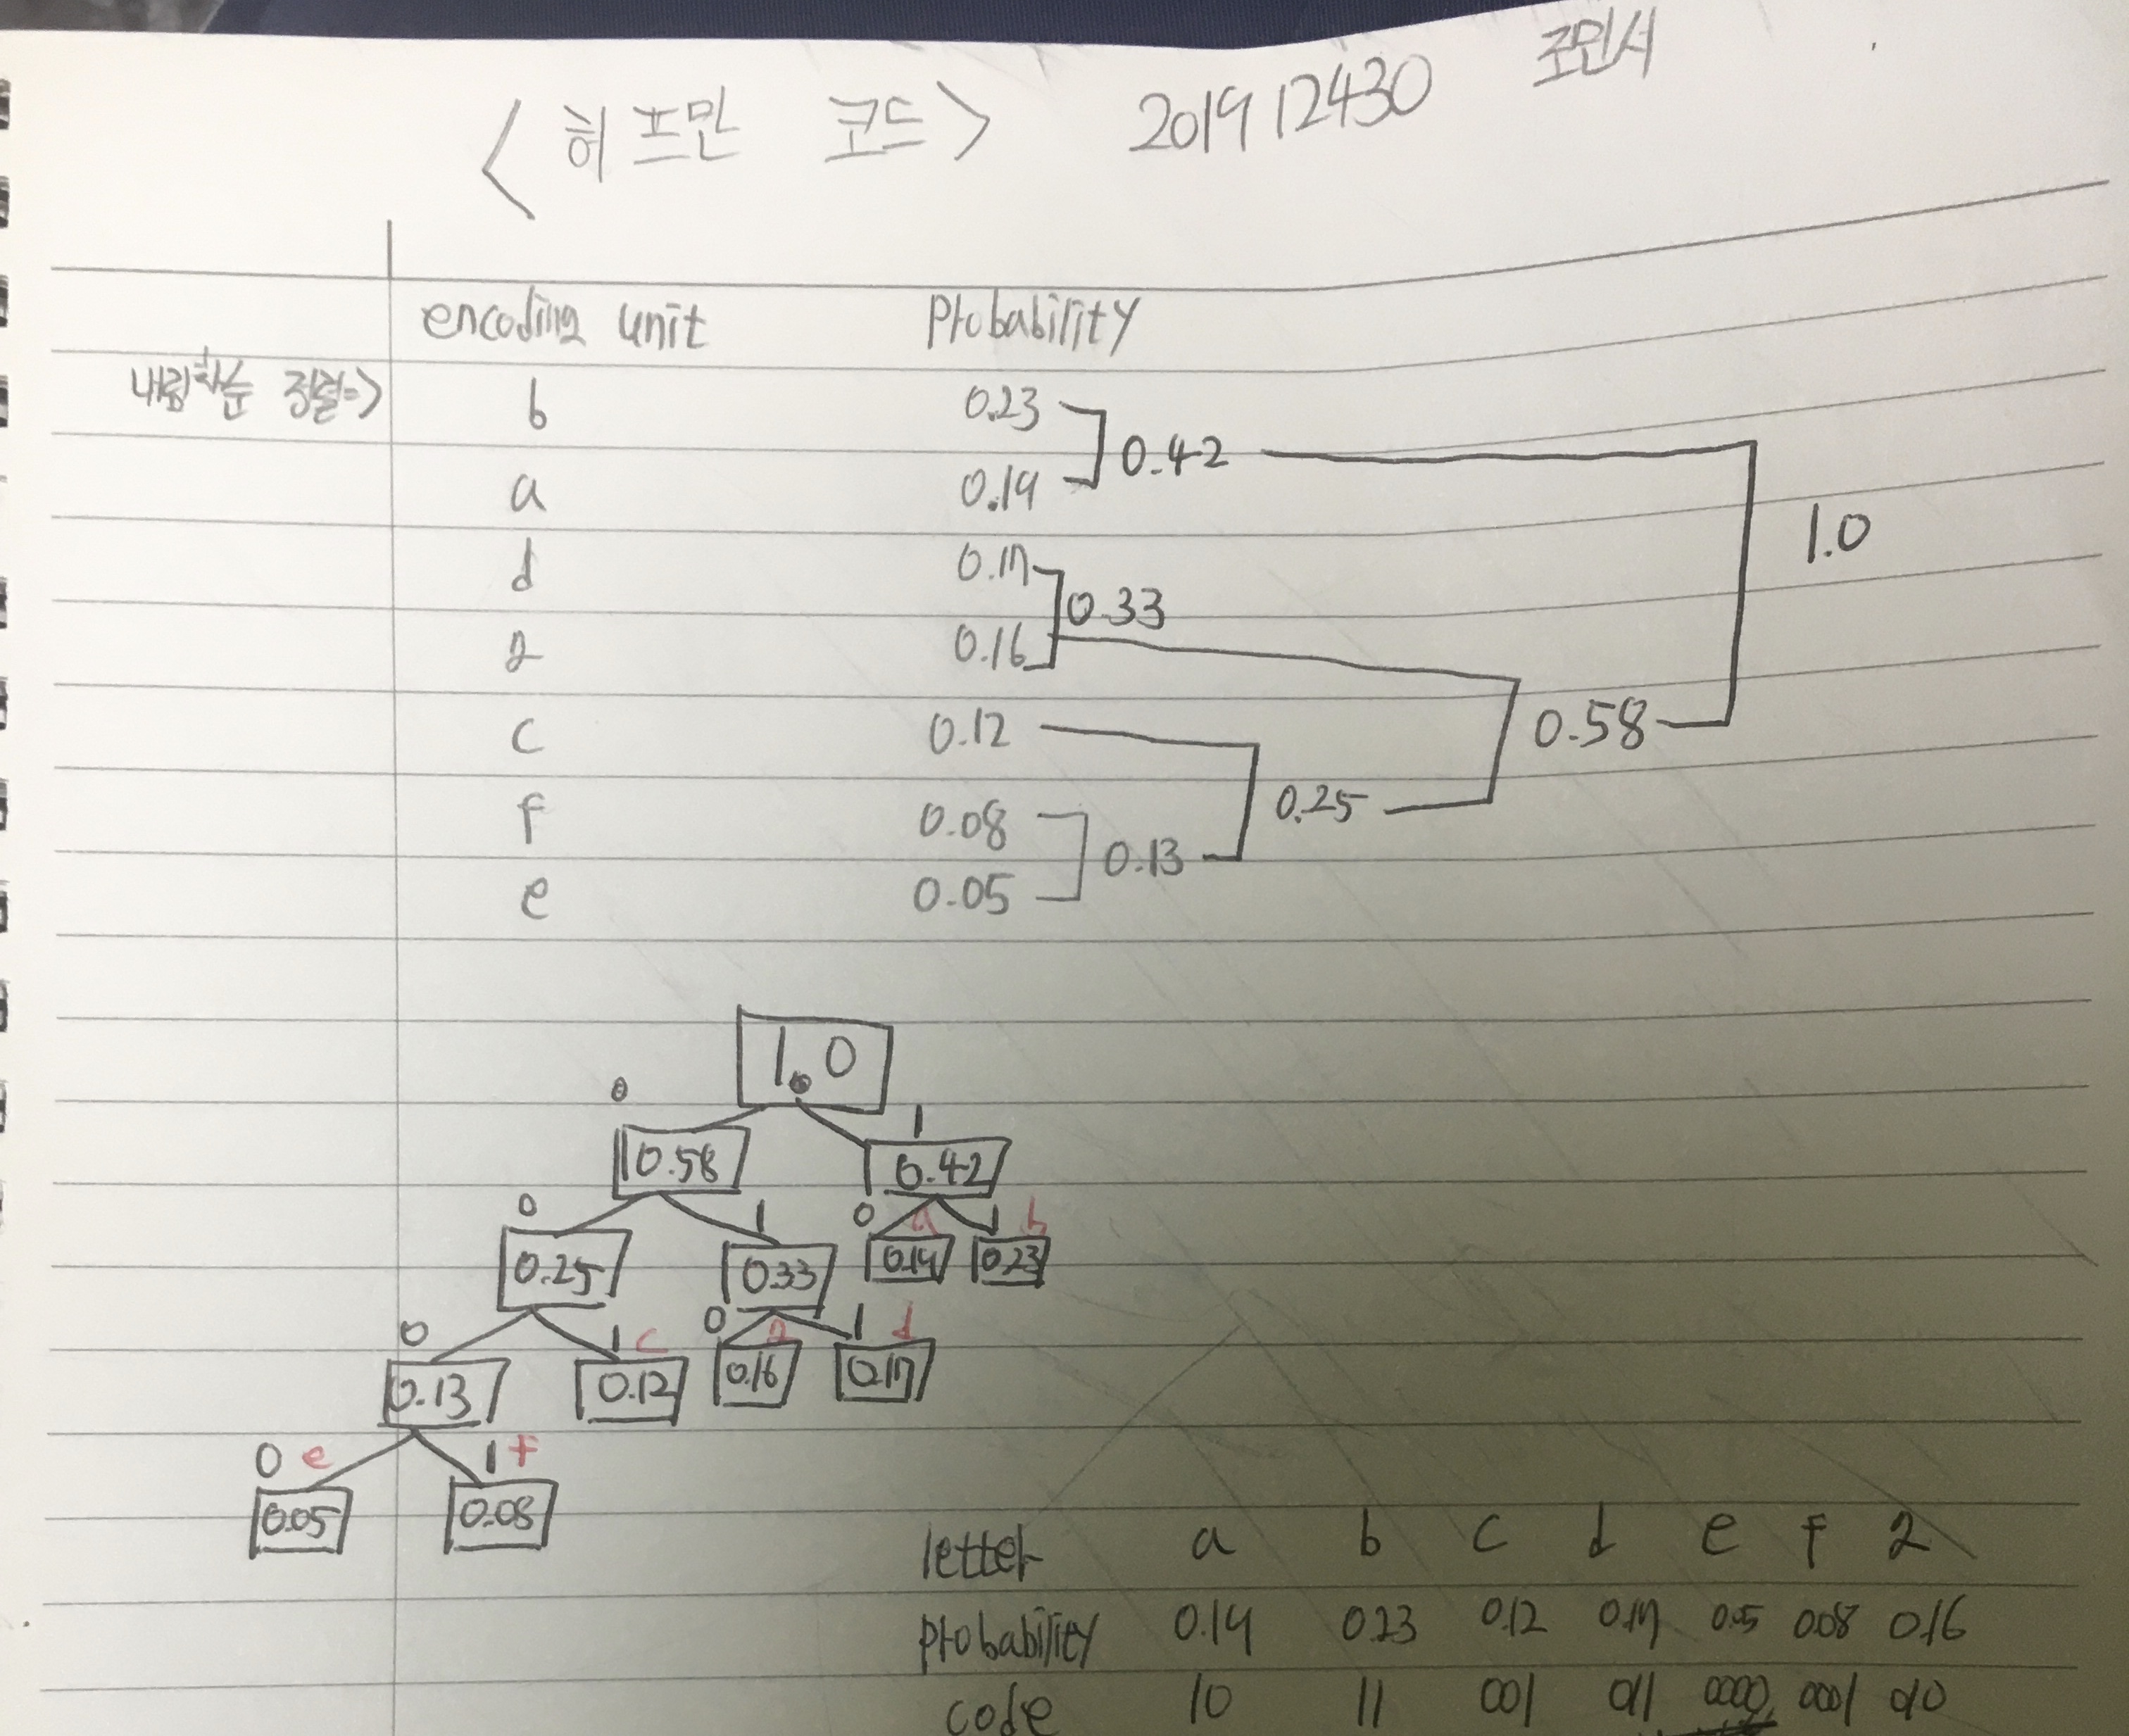 <허프만 코드> 201912430 조민서
encoding unit probability
내림차순 정렬=> b 0.23
0.42
a 0.19
1.0
d 0.17
0.33
g 0.16
c 0.12
0.58
0.25
f 0.08
0.13
e 0.05
1.0
0 1
0.58 0.42
0 1 0 a 1 b
0.25 0.33 0.19 0.23
0 1 c 0 g 1 d
0.13 0.12 0.16 0.17
0 e 1 f
0.05 0.08
letter a b c d e f g
probability 0.19 0.23 0.12 0.17 0.05 0.08 0.16
code 10 11 001 011 0000 0001 010